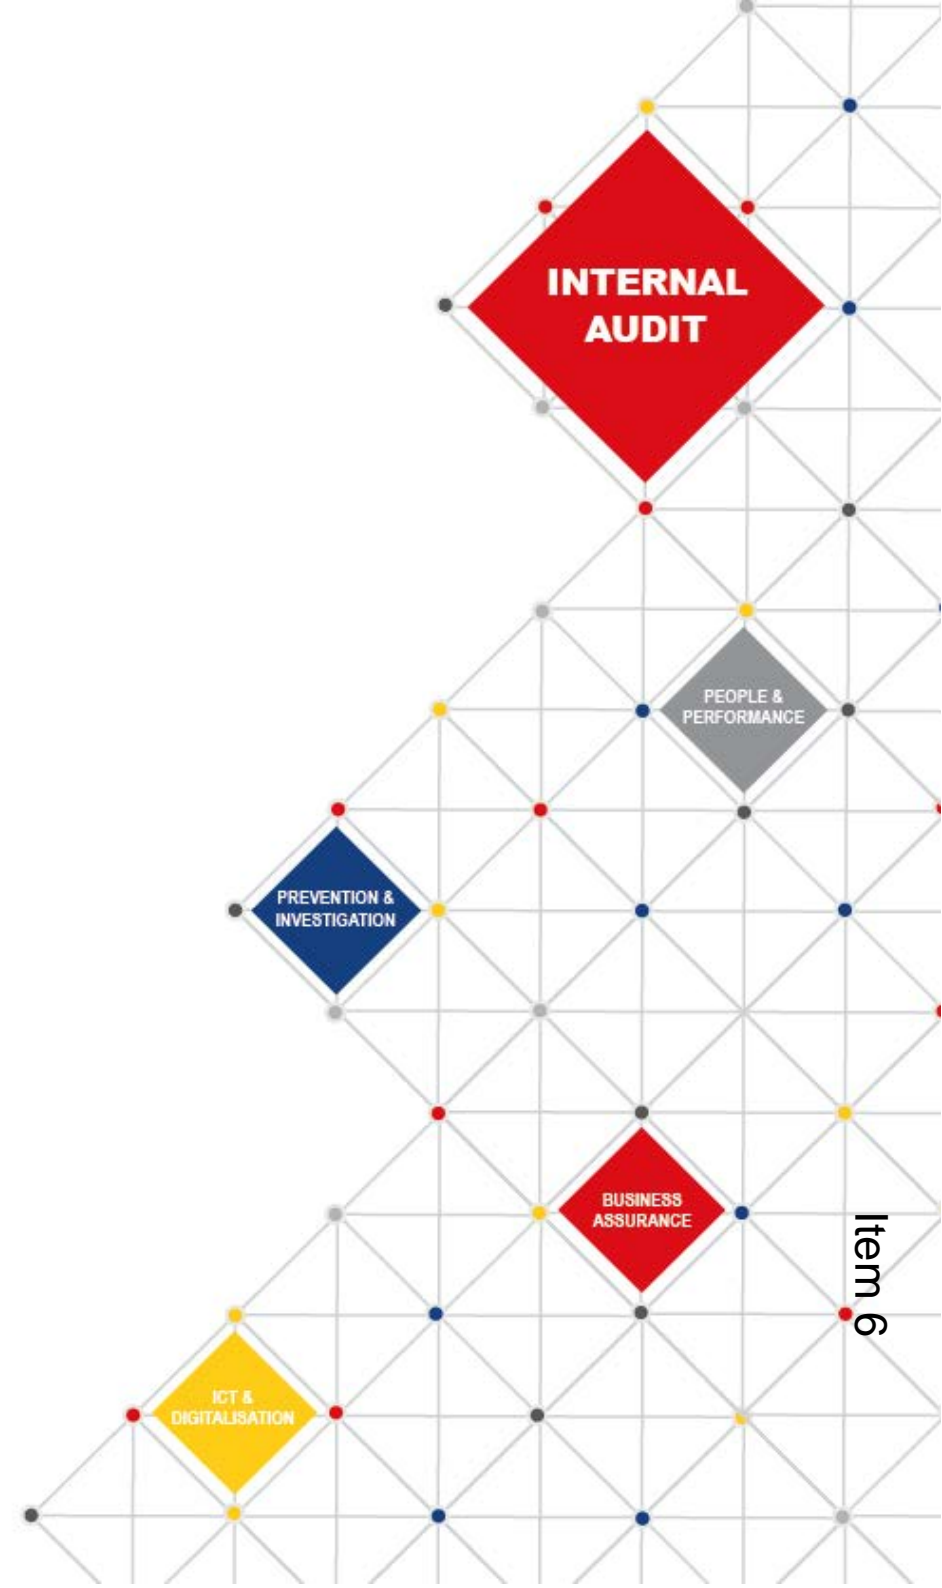 INTERNAL
AUDIT
PEOPLE &
PERFORMANCE
PREVENTION &
INVESTIGATION
BUSINESS
ASSURANCE
Item 6
ICT &
DIGITALISATION